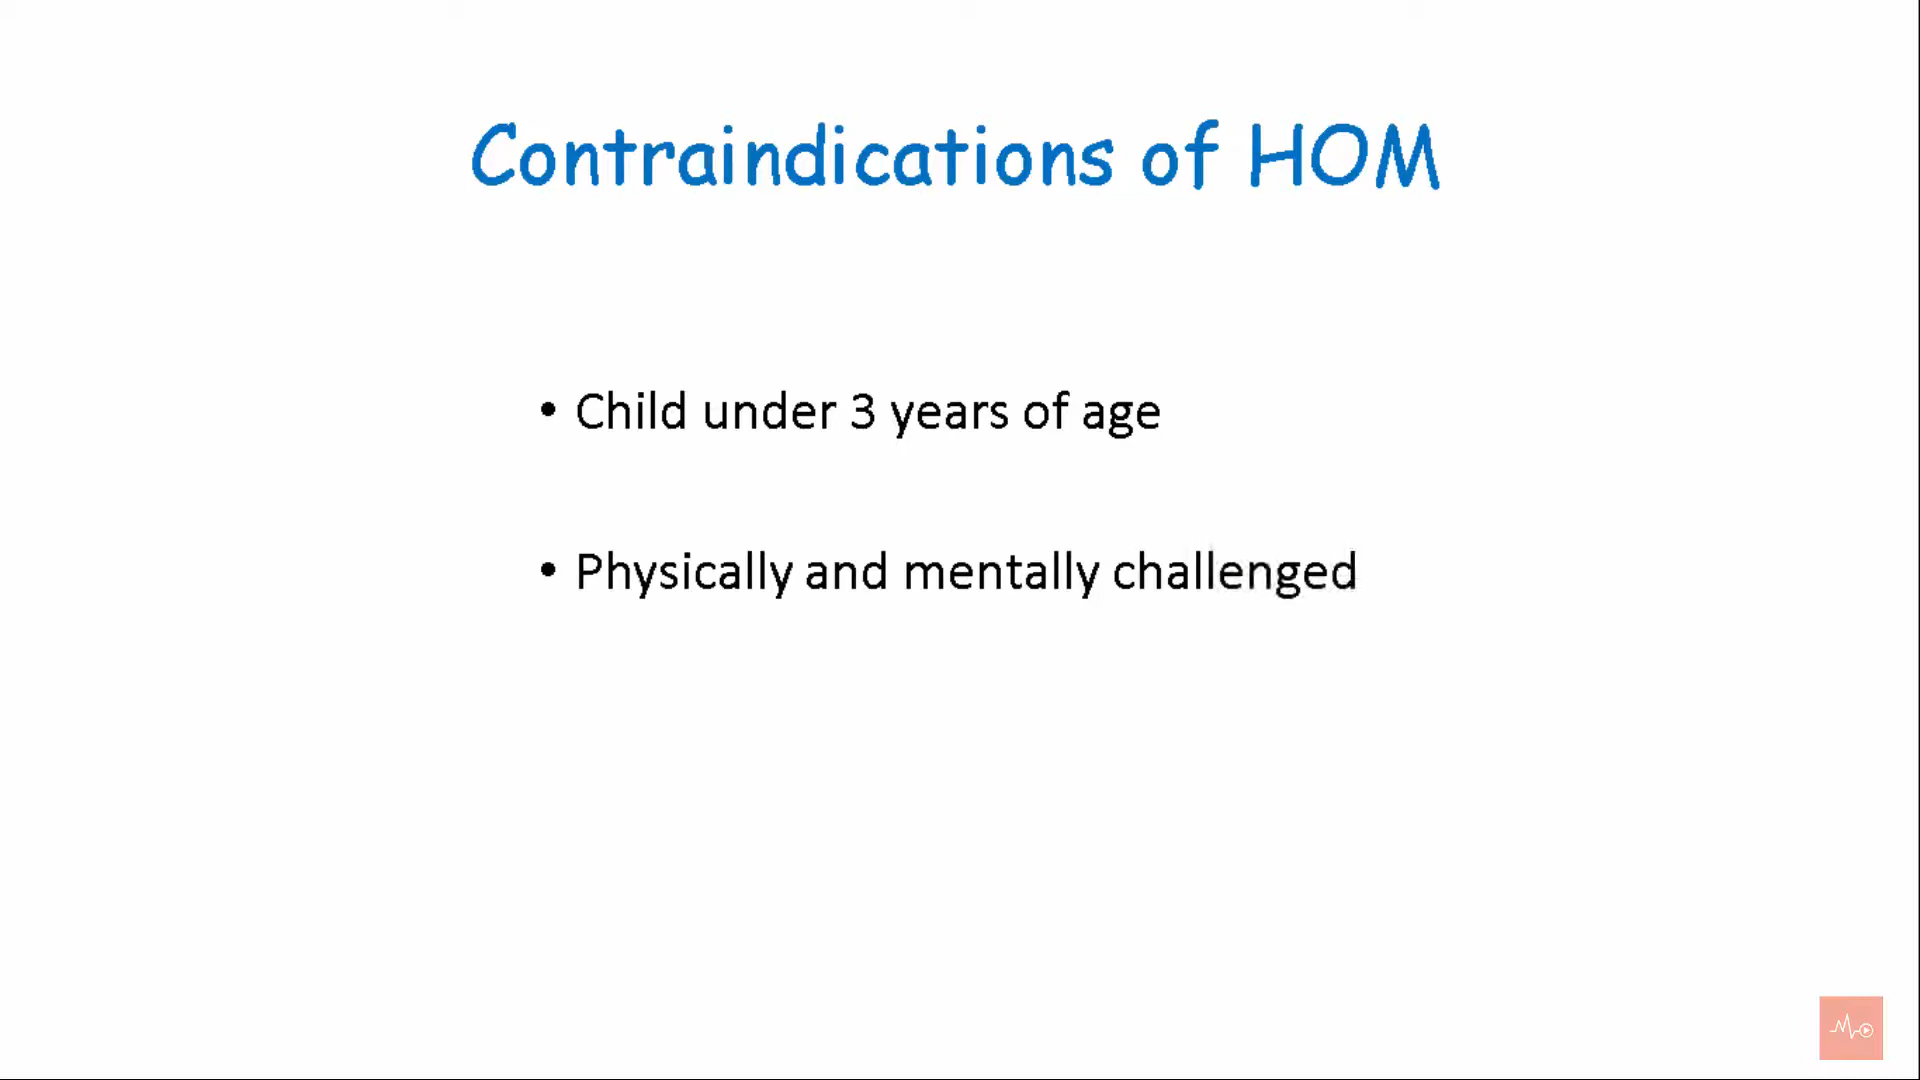 Contraindications of HOM
• Child under 3 years of age
• Physically and mentally challenged